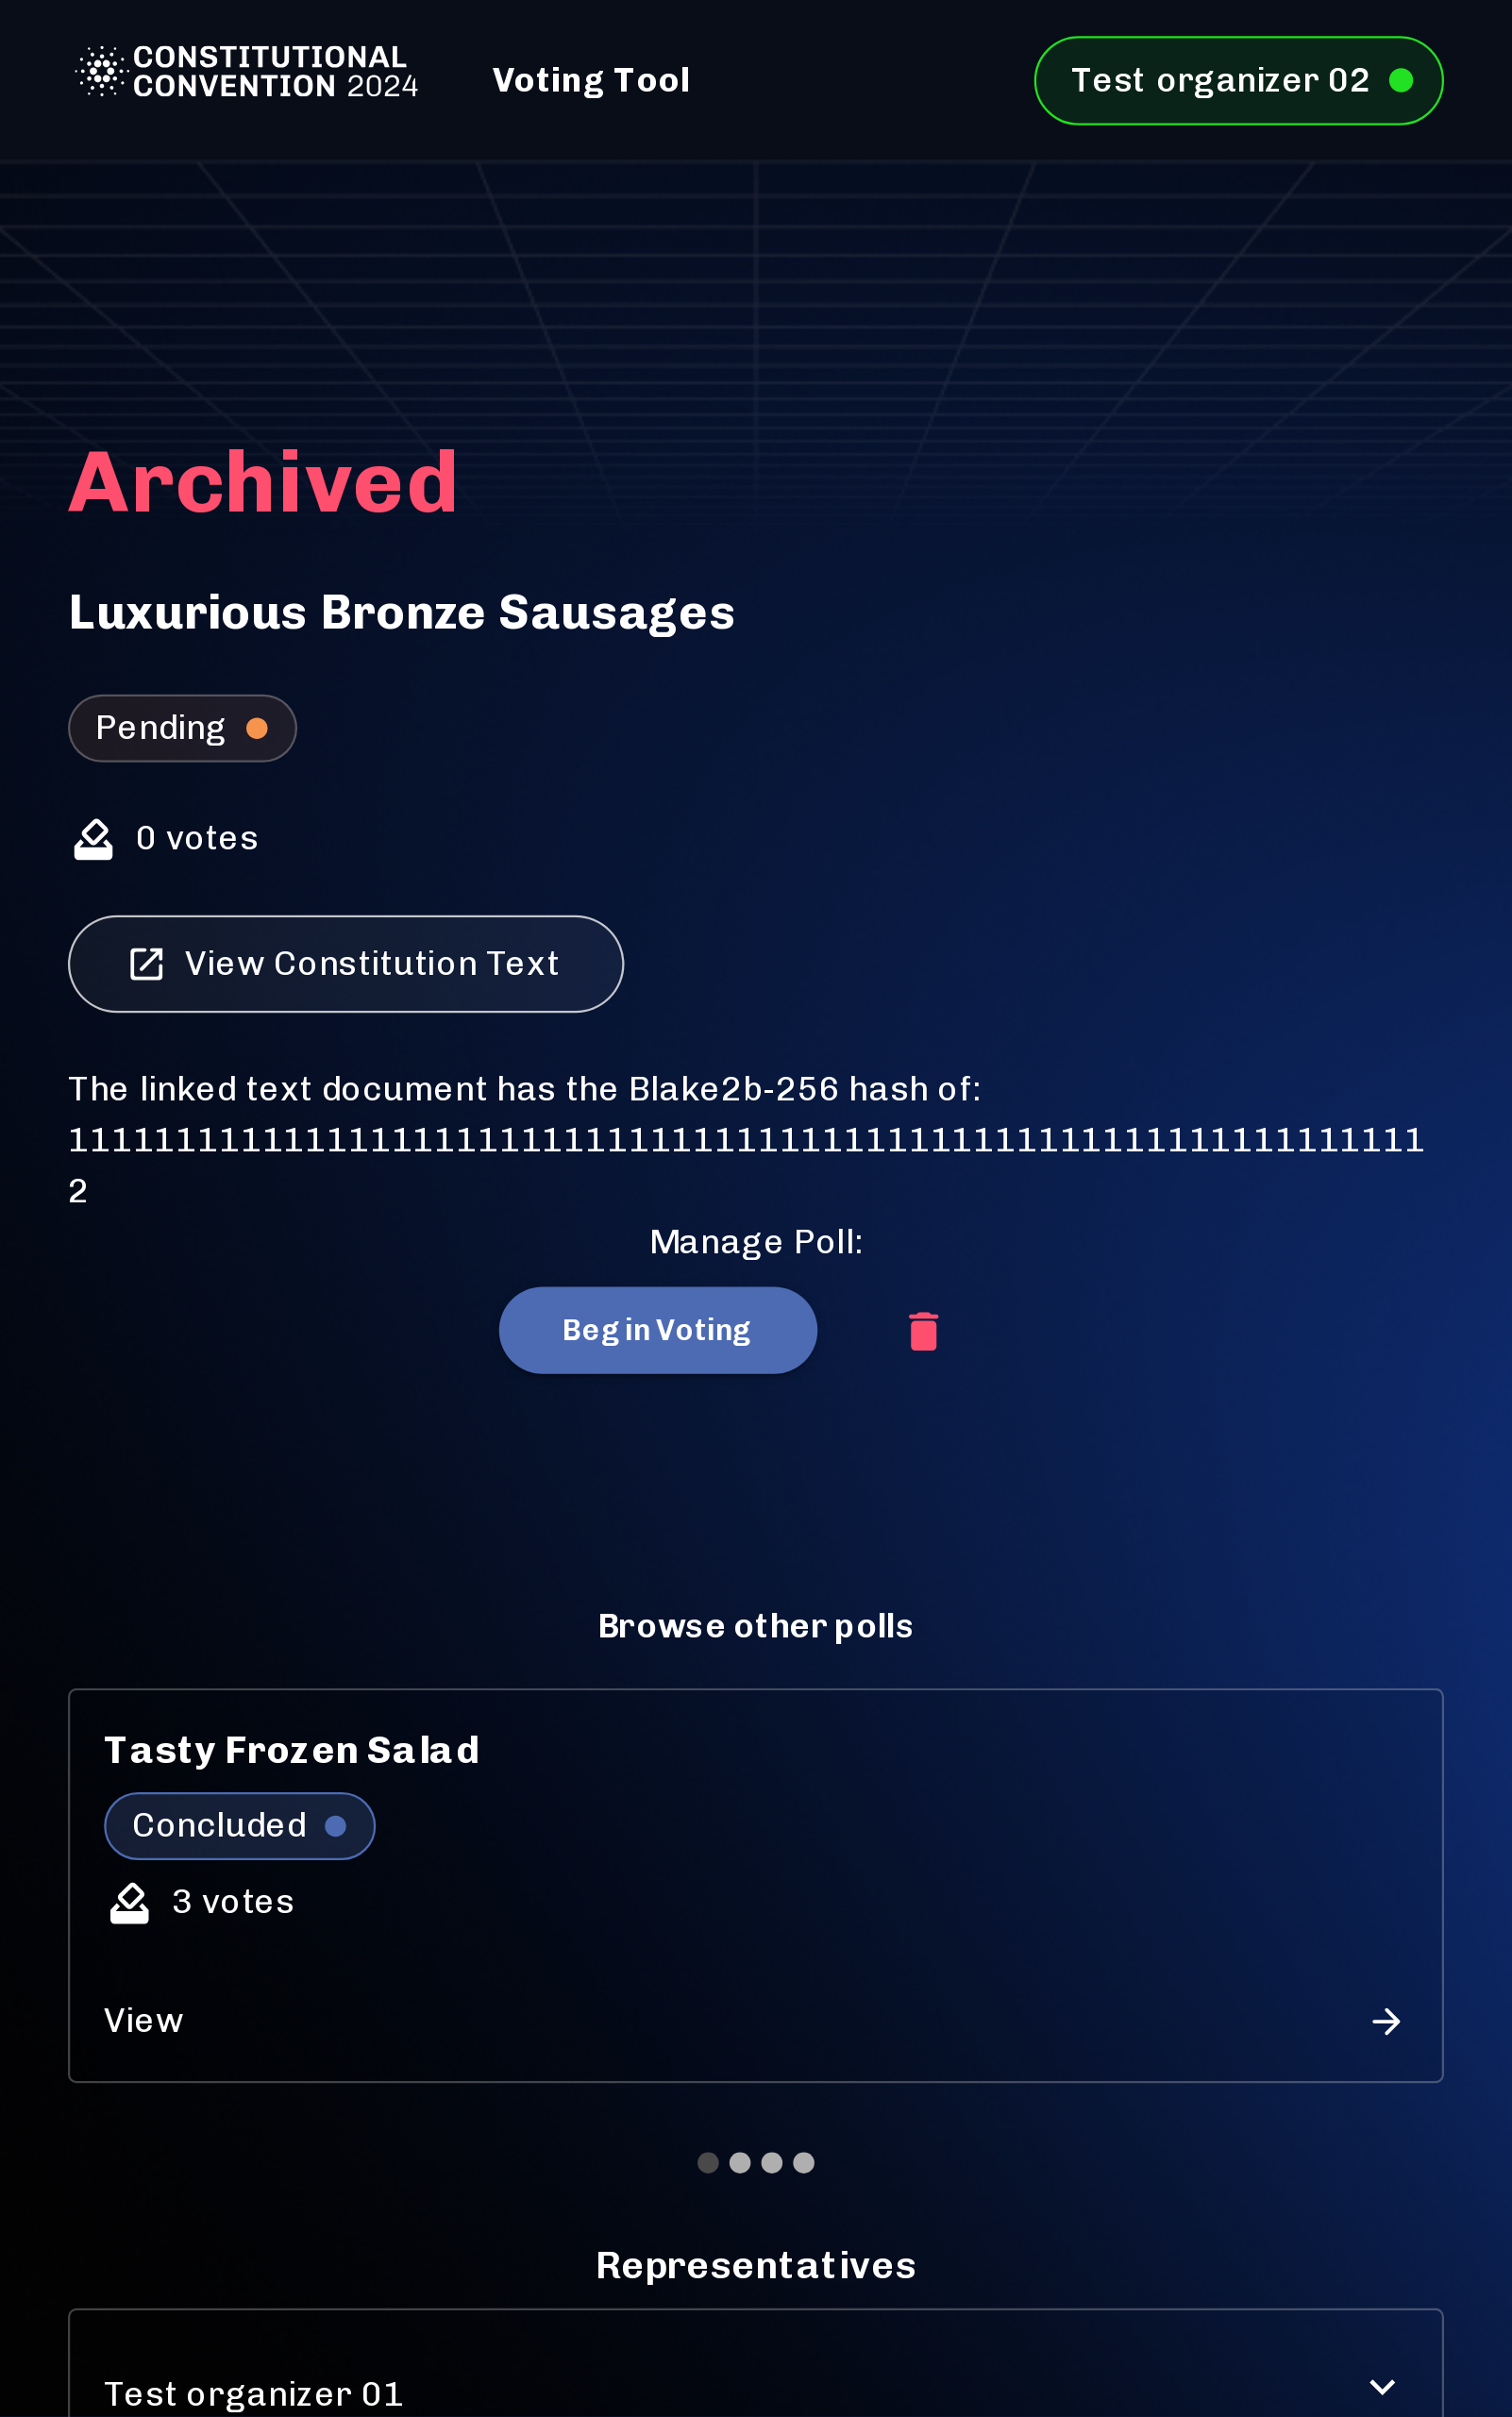 CONSTITUTIONAL
CONVENTION 2024
Voting Tool
Test organizer 02
Archived
Luxurious Bronze Sausages
Pending
0 votes
View Constitution Text
The linked text document has the Blake2b-256 hash of:
111111111111111111111111111111111111111111111111111111111111111
2
Manage Poll:
Begin Voting
Browse other polls
Tasty Frozen Salad
Concluded
3 votes
View
Representatives
Test organizer 01